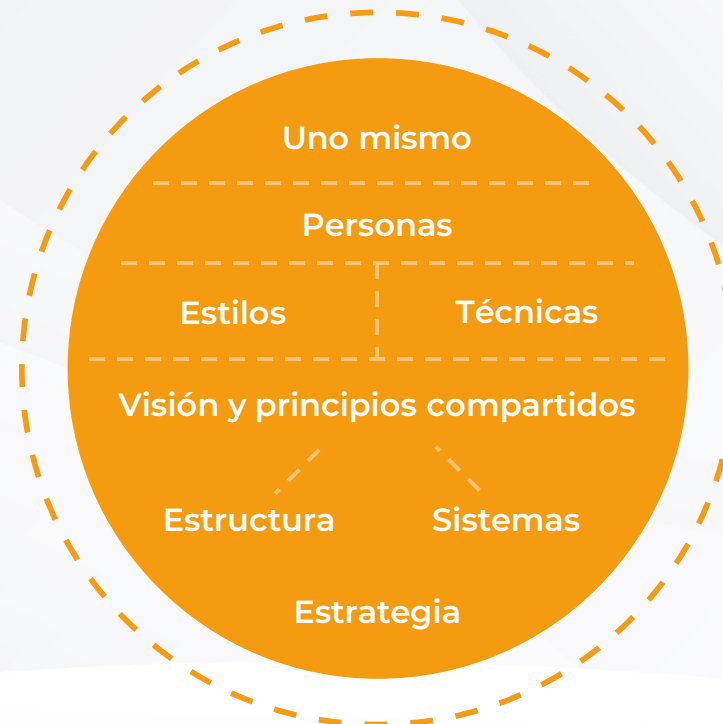 Uno mismo
Personas
Estilos
Técnicas
Visión y principios compartidos
Estructura
Sistemas
Estrategia